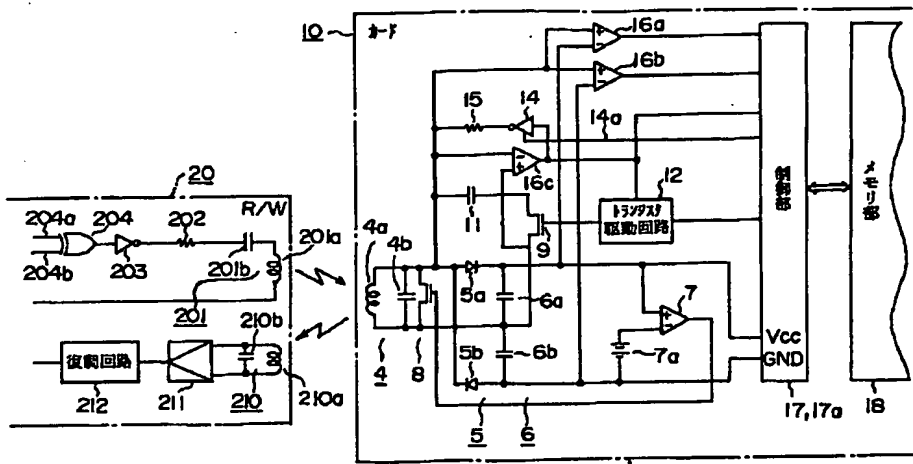 10
カード
16a
16b
15
14
14a
16c
12
トランジスタ
駆動回路
11
9
制御部
メモリ部
20
R/W
204a
204
202
204b
203
201b
201a
201
4a
4b
5a
6a
7
7a
5b
6b
4
8
5
6
Vcc
GND
17,17a
18
210b
復調回路
212
211
210
210a